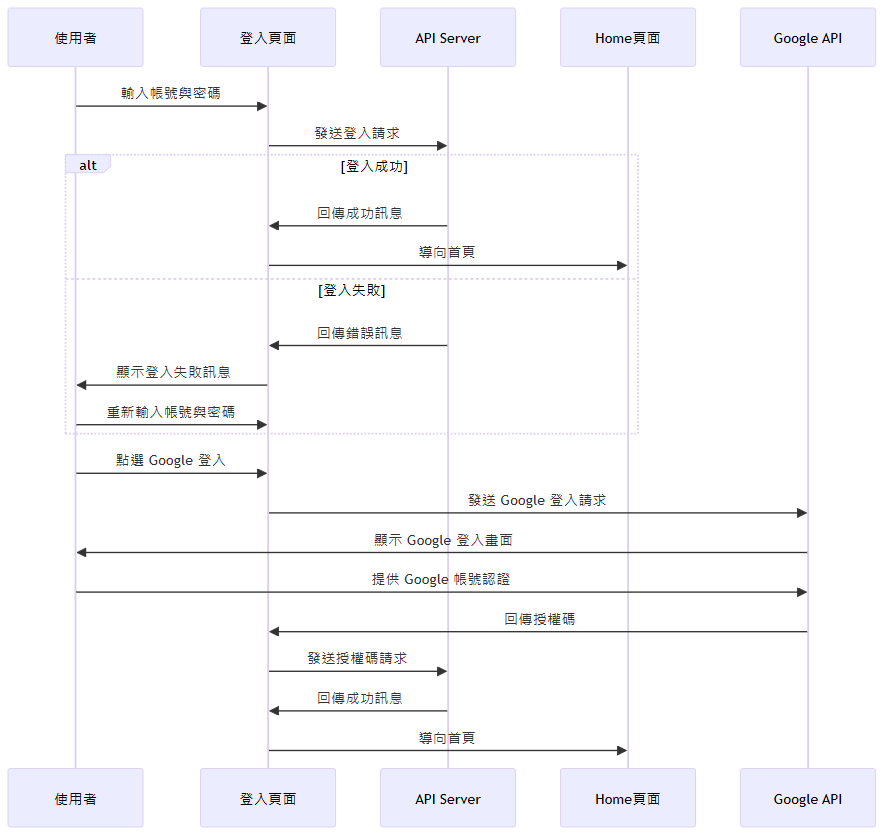 使用者
登入頁面
API Server
Home頁面
Google API
輸入帳號與密碼
發送登入請求
alt
[登入成功]
回傳成功訊息
導向首頁
[登入失敗]
回傳錯誤訊息
顯示登入失敗訊息
重新輸入帳號與密碼
點選 Google 登入
發送 Google 登入請求
顯示 Google 登入畫面
提供 Google 帳號認證
回傳授權碼
發送授權碼請求
回傳成功訊息
導向首頁
使用者
登入頁面
API Server
Home頁面
Google API